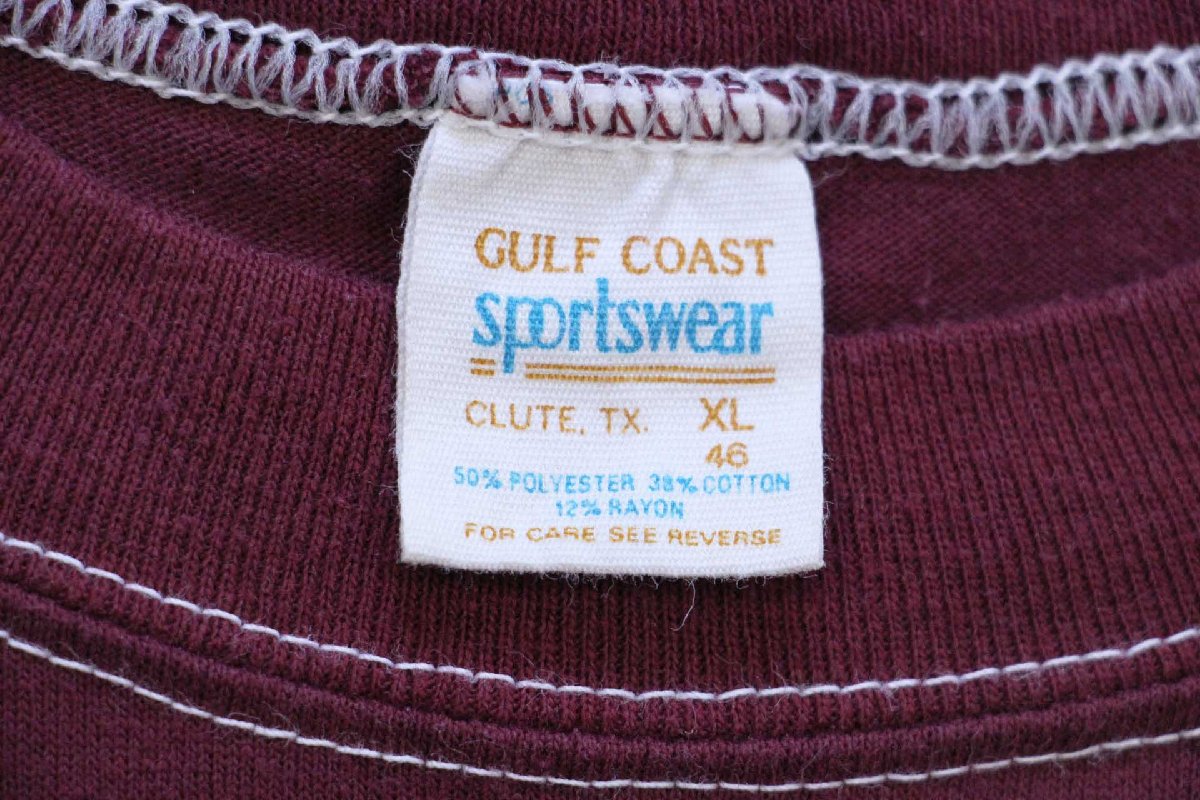 GULF COAST
sportswear
CLUTE, TX. XL
46
50% POLYESTER 38% COTTON
12% RAYON
FOR CARE SEE REVERSE